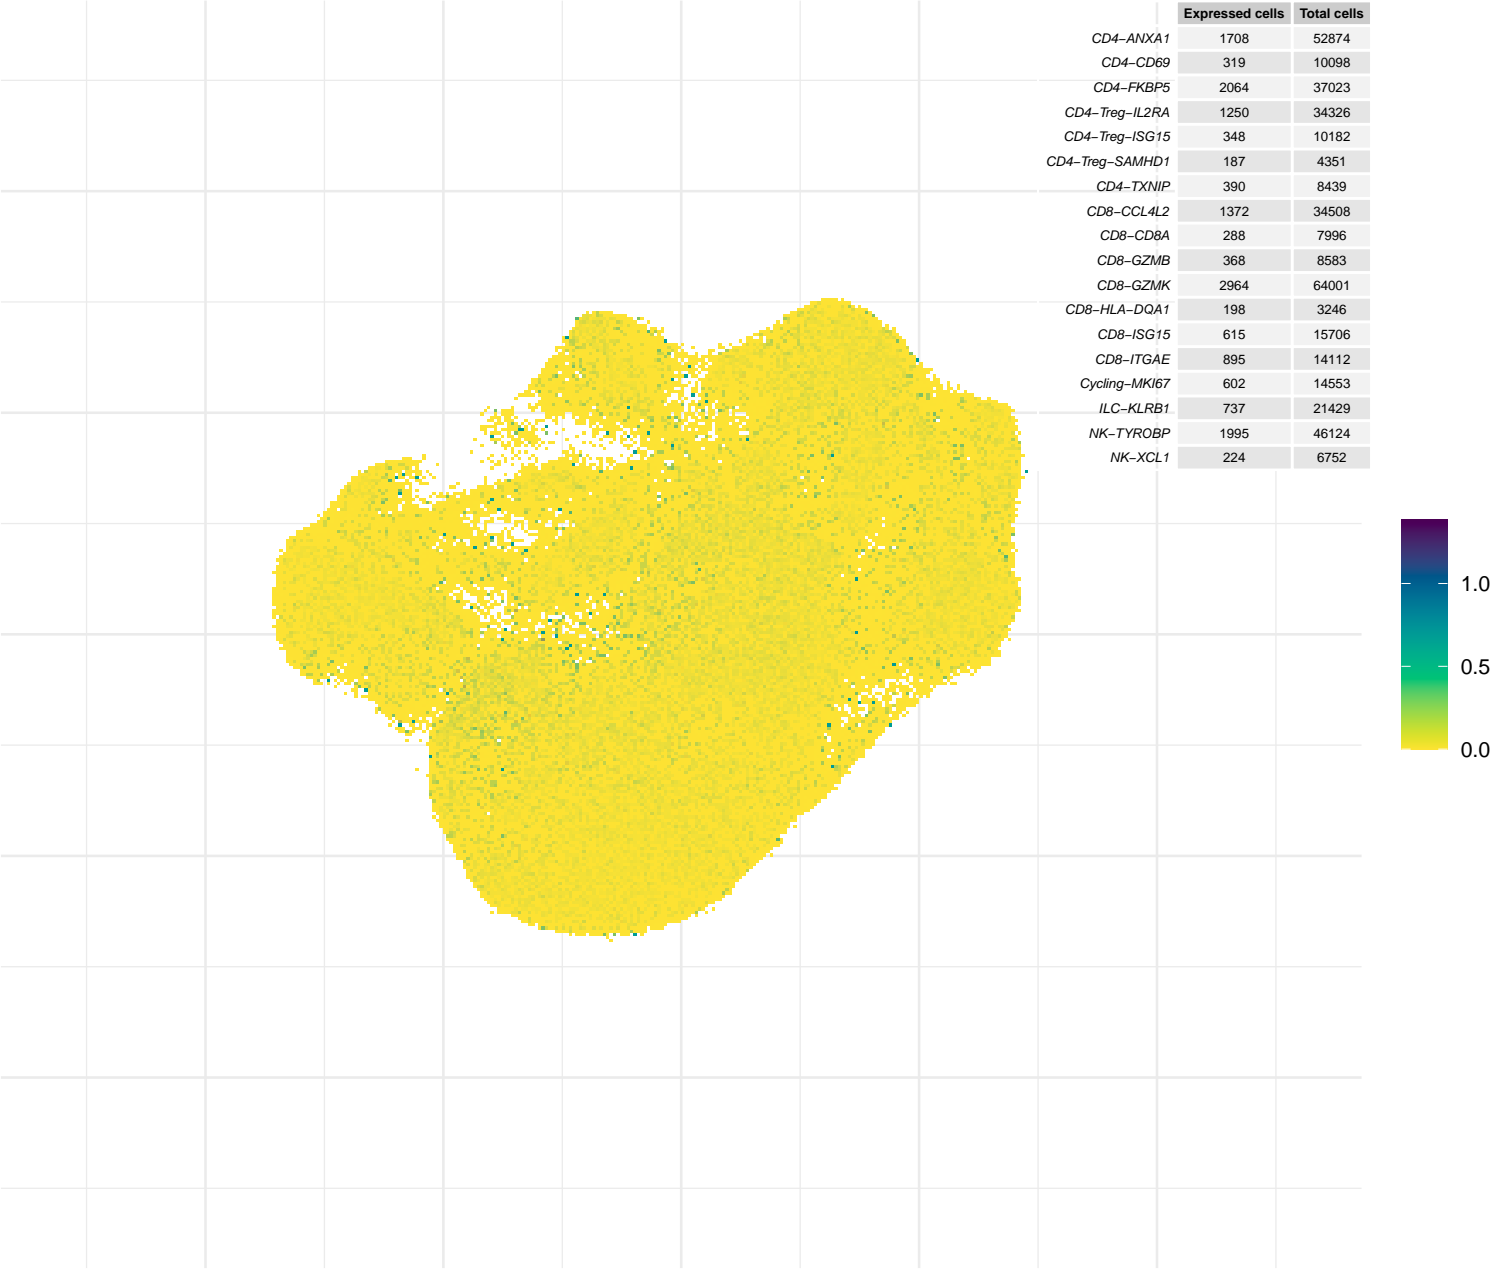 Expressed cells Total cells
CD4−ANXA1 1708 52874
CD4−CD69 319 10098
CD4−FKBP5 2064 37023
CD4−Treg−IL2RA 1250 34326
CD4−Treg−ISG15 348 10182
CD4−Treg−SAMHD1 187 4351
CD4−TXNIP 390 8439
CD8−CCL4L2 1372 34508
CD8−CD8A 288 7996
CD8−GZMB 368 8583
CD8−GZMK 2964 64001
CD8−HLA−DQA1 198 3246
CD8−ISG15 615 15706
CD8−ITGAE 895 14112
Cycling−MKI67 602 14553
ILC−KLRB1 737 21429
NK−TYROBP 1995 46124
NK−XCL1 224 6752
1.0
0.5
0.0